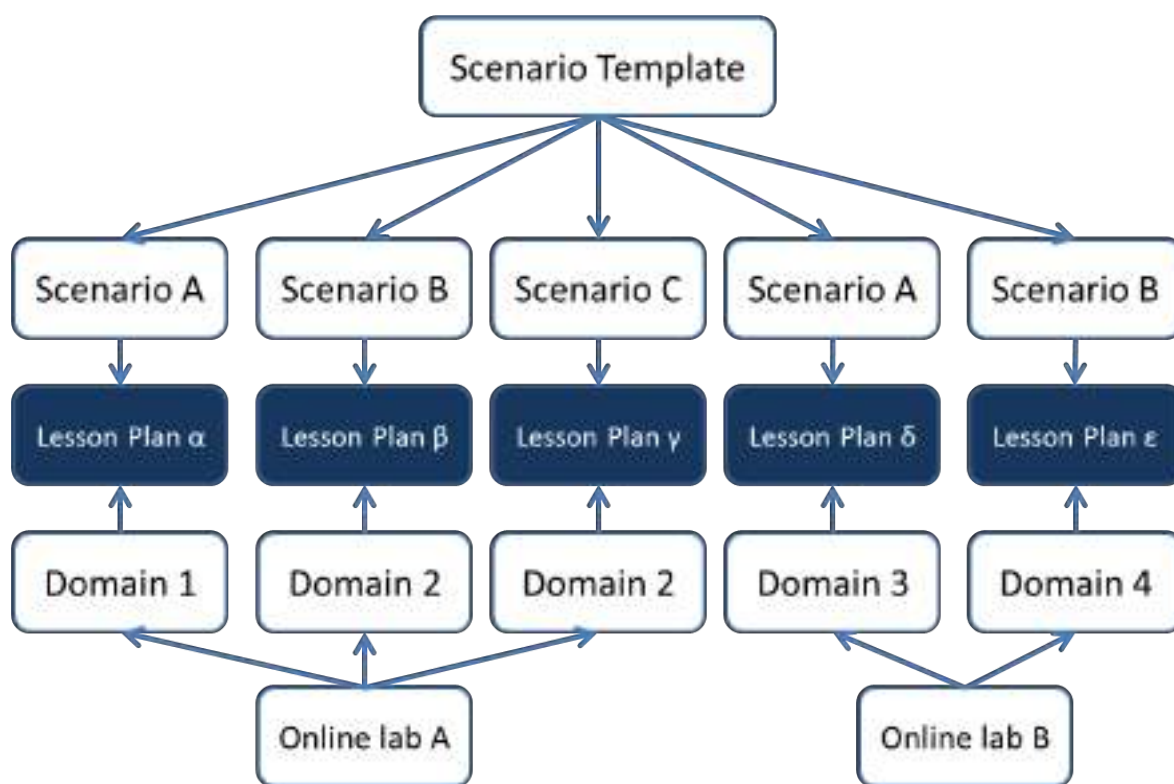 Scenario Template
Scenario A
Scenario B
Scenario C
Scenario A
Scenario B
Lesson Plan α
Lesson Plan β
Lesson Plan γ
Lesson Plan δ
Lesson Plan ε
Domain 1
Domain 2
Domain 2
Domain 3
Domain 4
Online lab A
Online lab B